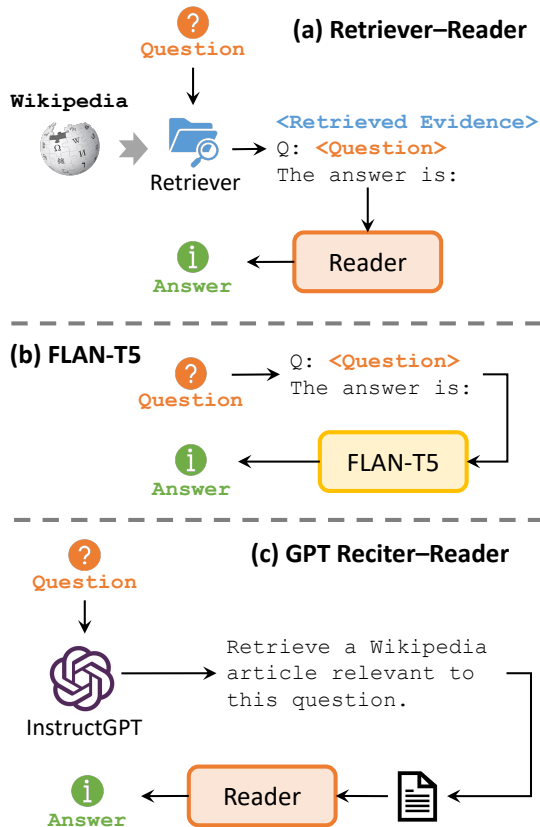 (a) Retriever–Reader
?
Question
Wikipedia
<Retrieved Evidence>
Q: <Question>
The answer is:
Retriever
Reader
i
Answer
(b) FLAN-T5
?
Question
Q: <Question>
The answer is:
FLAN-T5
i
Answer
(c) GPT Reciter–Reader
?
Question
Retrieve a Wikipedia
article relevant to
this question.
InstructGPT
Reader
i
Answer